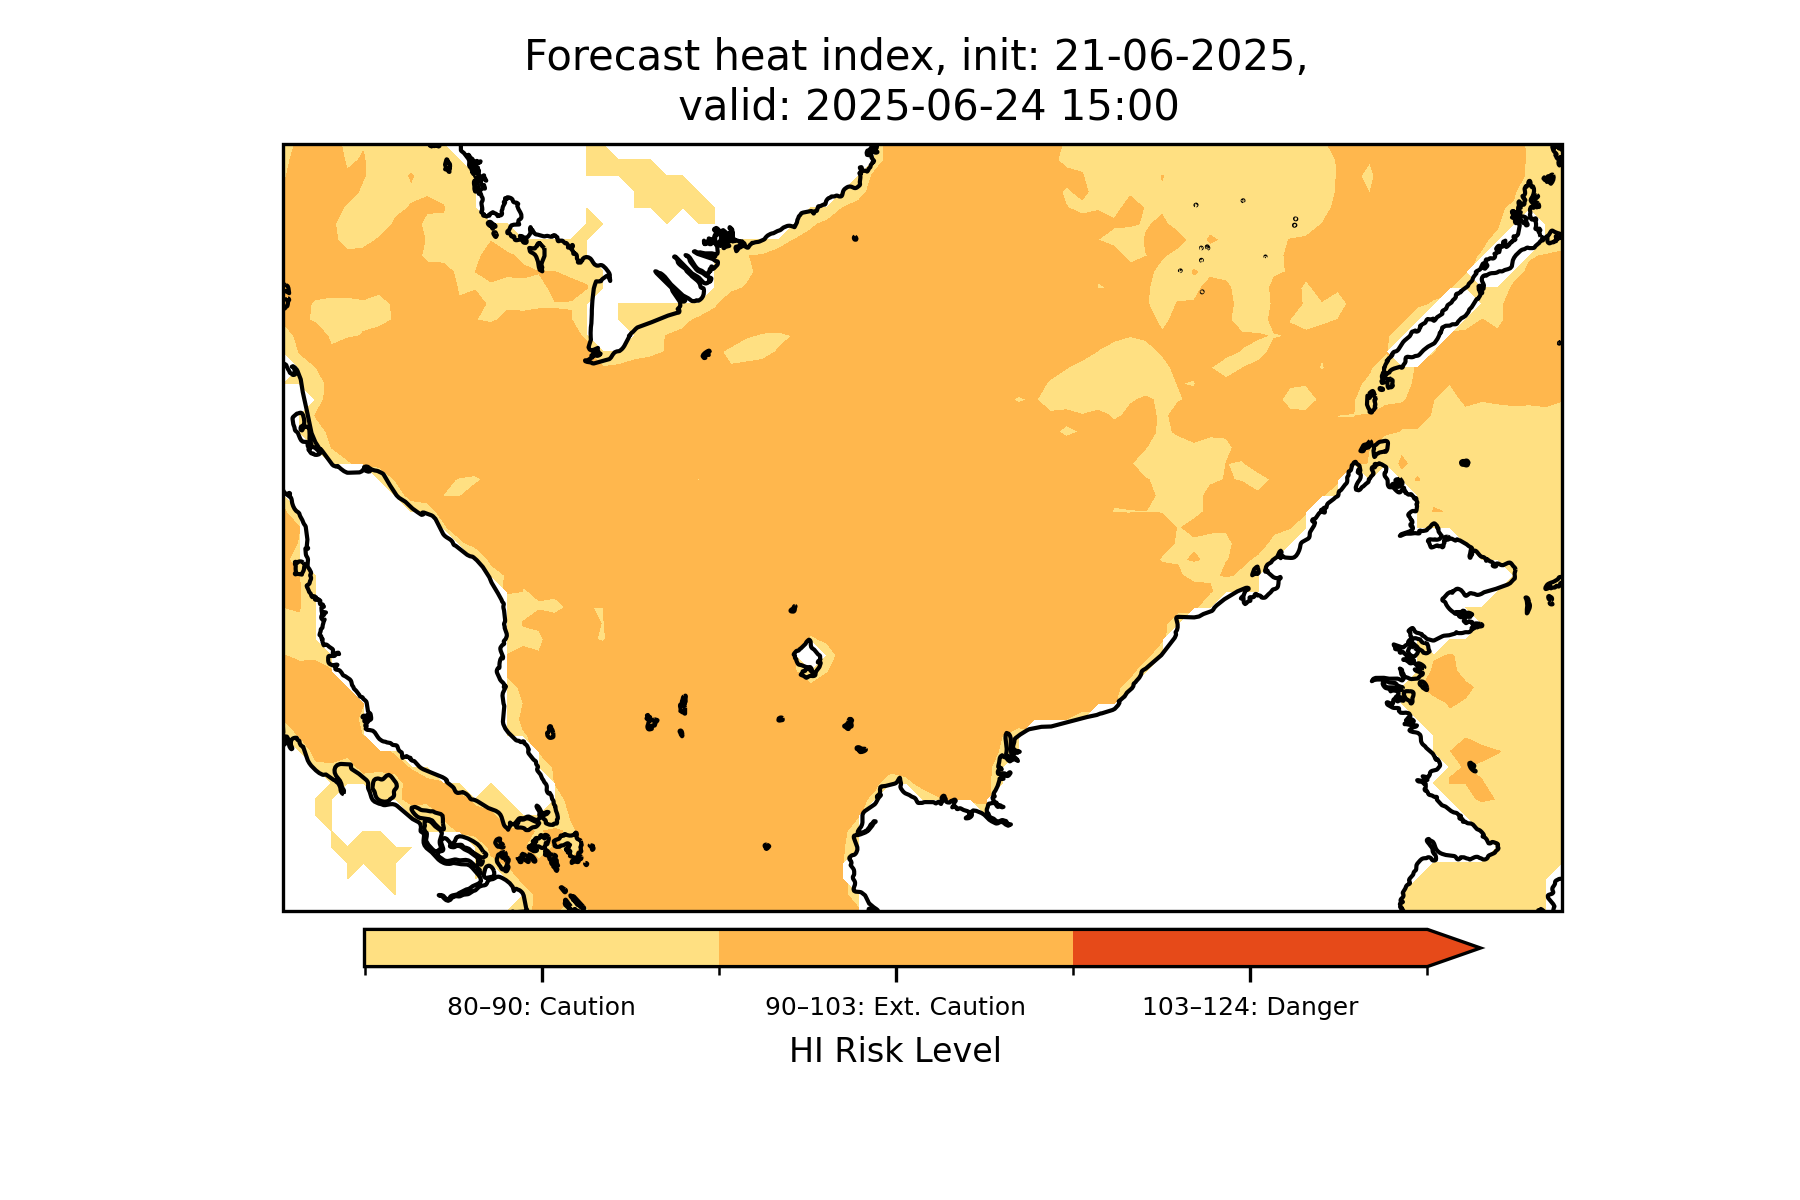 Forecast heat index, init: 21-06-2025,
valid: 2025-06-24 15:00
80–90: Caution
90–103: Ext. Caution
103–124: Danger
HI Risk Level